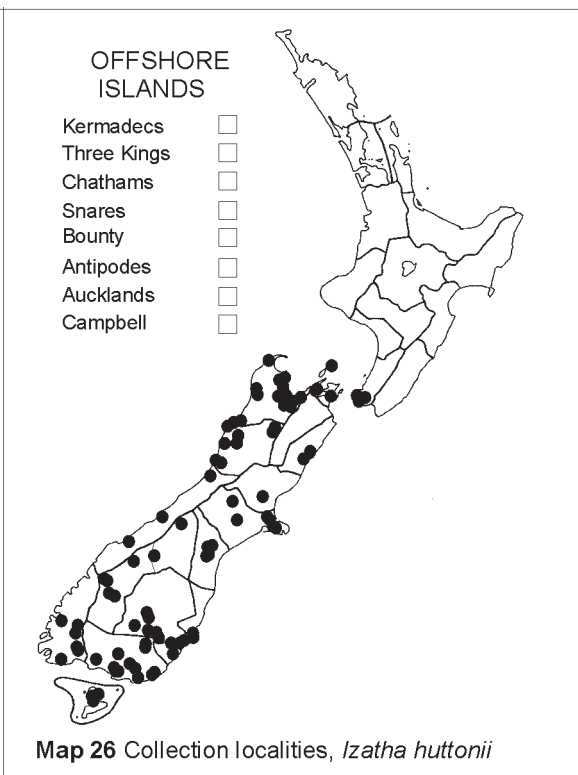 OFFSHORE
ISLANDS
Kermadecs
Three Kings
Chathams
Snares
Bounty
Antipodes
Aucklands
Campbell
Map 26 Collection localities, Izatha huttonii